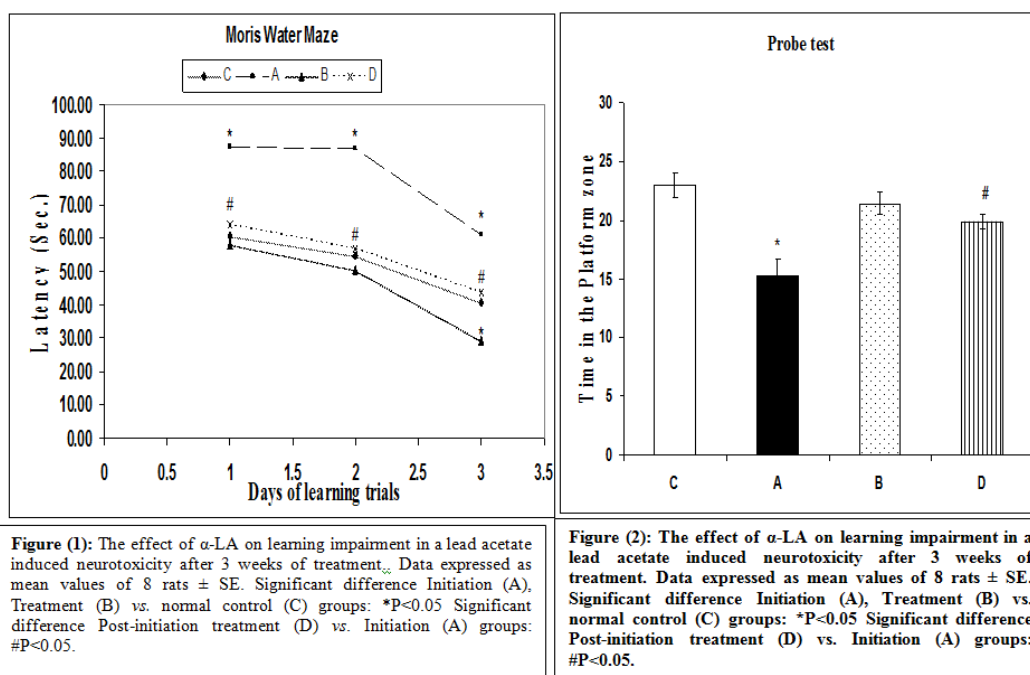 Moris Water Maze
C A B D
100.00
90.00
80.00
70.00
60.00
50.00
40.00
30.00
20.00
10.00
0.00
Latency (Sec.)
* *
*
# # #
*
0 0.5 1 1.5 2 2.5 3 3.5
Days of learning trials
Figure (1): The effect of α-LA on learning impairment in a lead acetate
induced neurotoxicity after 3 weeks of treatment.. Data expressed as
mean values of 8 rats ± SE. Significant difference Initiation (A),
Treatment (B) vs. normal control (C) groups: *P<0.05 Significant
difference Post-initiation treatment (D) vs. Initiation (A) groups:
#P<0.05.
Probe test
30
25
20
15
10
5
0
Time in the Platform zone
*
#
C A B D
Figure (2): The effect of α-LA on learning impairment in a
lead acetate induced neurotoxicity after 3 weeks of
treatment. Data expressed as mean values of 8 rats ± SE.
Significant difference Initiation (A), Treatment (B) vs.
normal control (C) groups: *P<0.05 Significant difference
Post-initiation treatment (D) vs. Initiation (A) groups:
#P<0.05.